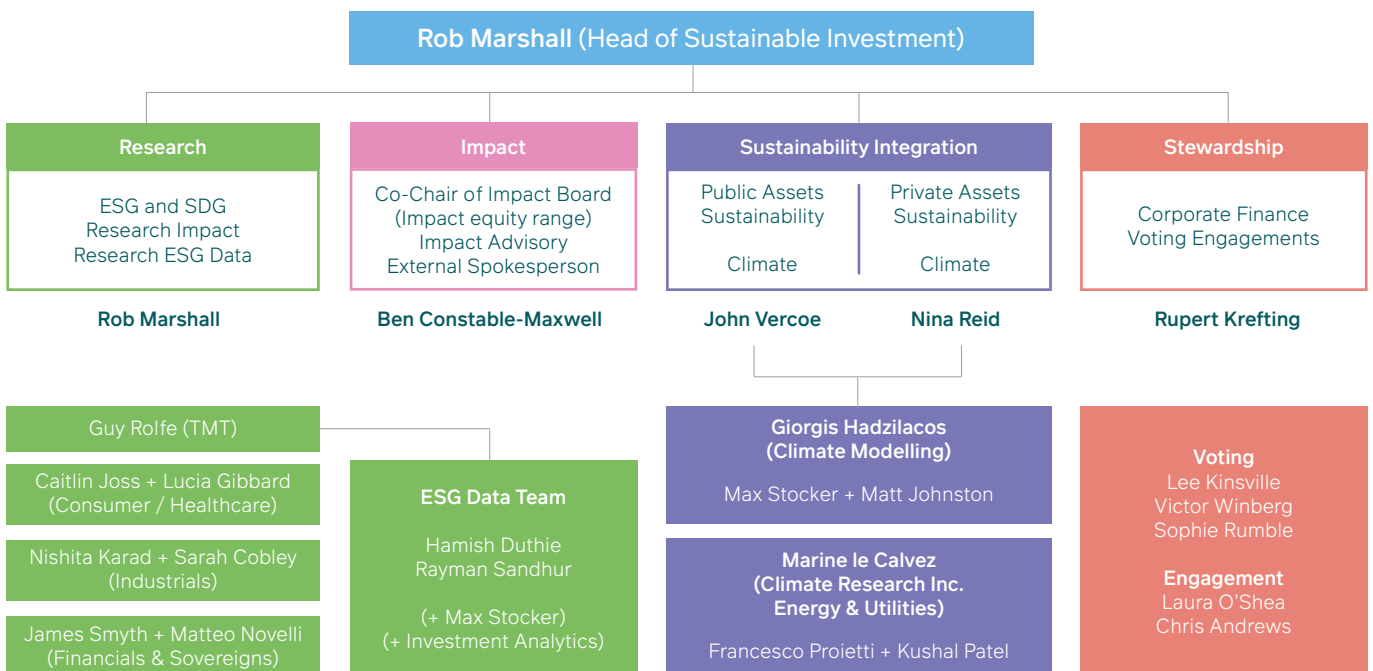 Rob Marshall (Head of Sustainable Investment)
Research
ESG and SDG
Research Impact
Research ESG Data
Rob Marshall
Impact
Co-Chair of Impact Board
(Impact equity range)
Impact Advisory
External Spokesperson
Ben Constable-Maxwell
Sustainability Integration
Public Assets
Sustainability
Climate
John Vercoe
Private Assets
Sustainability
Climate
Nina Reid
Stewardship
Corporate Finance
Voting Engagements
Rupert Krefting
Guy Rolfe (TMT)
Caitlin Joss + Lucia Gibbard
(Consumer / Healthcare)
Nishita Karad + Sarah Cobley
(Industrials)
James Smyth + Matteo Novelli
(Financials & Sovereigns)
ESG Data Team
Hamish Duthie
Rayman Sandhur
(+ Max Stocker)
(+ Investment Analytics)
Giorgis Hadzilacos
(Climate Modelling)
Max Stocker + Matt Johnston
Marine le Calvez
(Climate Research Inc.
Energy & Utilities)
Francesco Proietti + Kushal Patel
Voting
Lee Kinsville
Victor Winberg
Sophie Rumble
Engagement
Laura O'Shea
Chris Andrews